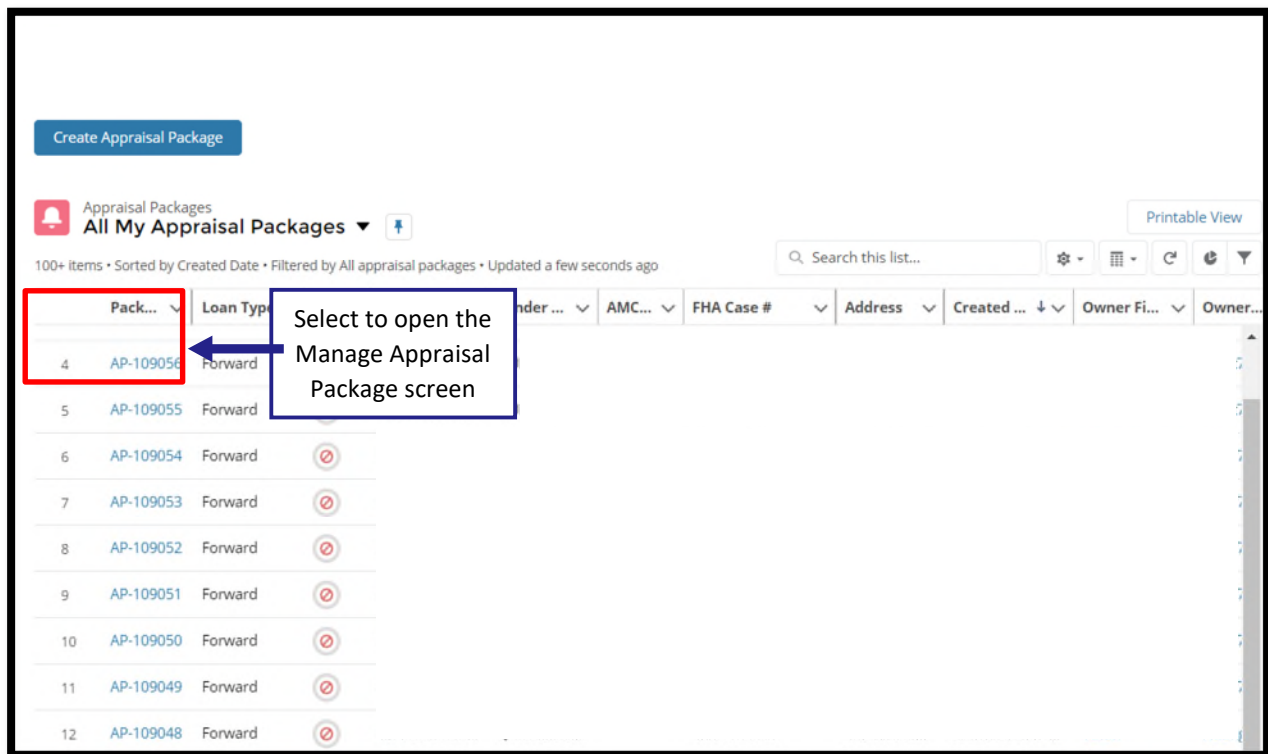 Create Appraisal Package
Appraisal Packages
All My Appraisal Packages
Printable View
100+ items • Sorted by Created Date • Filtered by All appraisal packages • Updated a few seconds ago
Search this list...
Pack... Loan Type nder ... AMC... FHA Case # Address Created ... Owner Fi... Owner...
Select to open the
Manage Appraisal
Package screen
4 AP-109056 Forward
5 AP-109055 Forward
6 AP-109054 Forward
7 AP-109053 Forward
8 AP-109052 Forward
9 AP-109051 Forward
10 AP-109050 Forward
11 AP-109049 Forward
12 AP-109048 Forward